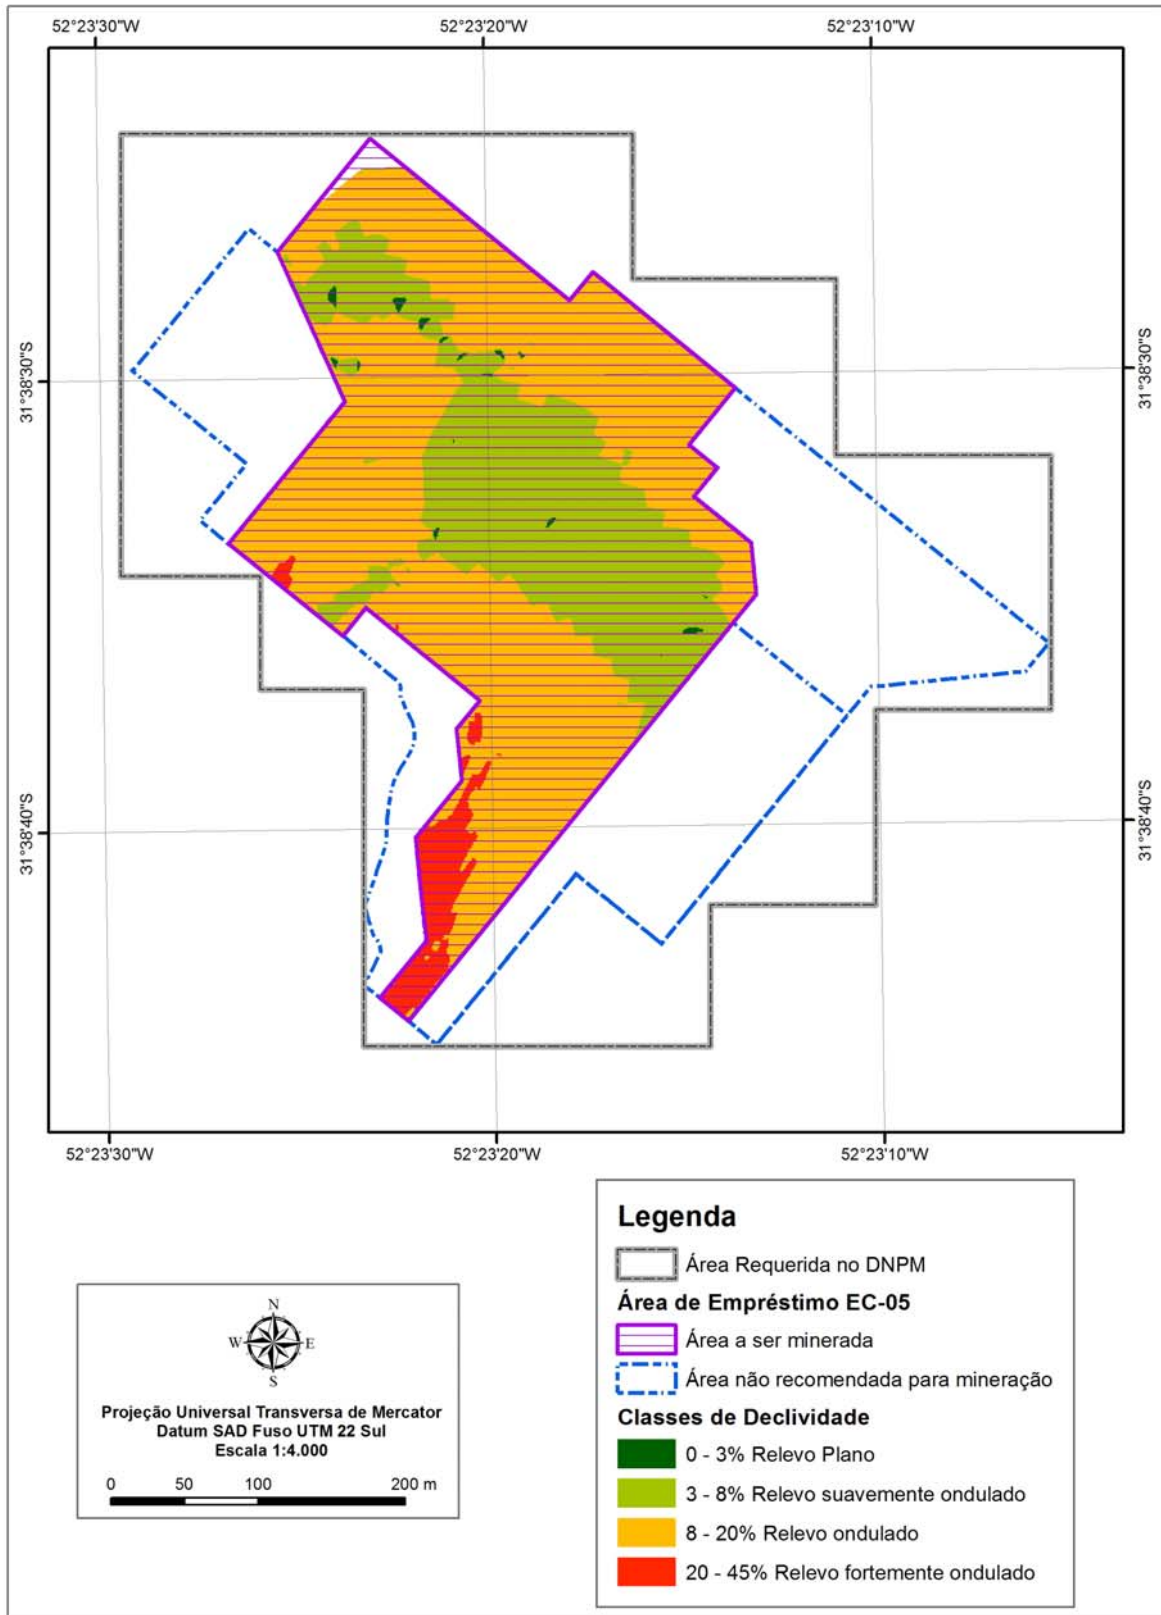 52°23'30"W
52°23'20"W
52°23'10"W
31°38'30"S
31°38'30"S
31°38'40"S
31°38'40"S
52°23'30"W
52°23'20"W
52°23'10"W
N
W
E
S
Projeção Universal Transversa de Mercator
Datum SAD Fuso UTM 22 Sul
Escala 1:4.000
0 50 100 200 m
Legenda
Área Requerida no DNPM
Área de Empréstimo EC-05
Área a ser minerada
Área não recomendada para mineração
Classes de Declividade
0 - 3% Relevo Plano
3 - 8% Relevo suavemente ondulado
8 - 20% Relevo ondulado
20 - 45% Relevo fortemente ondulado